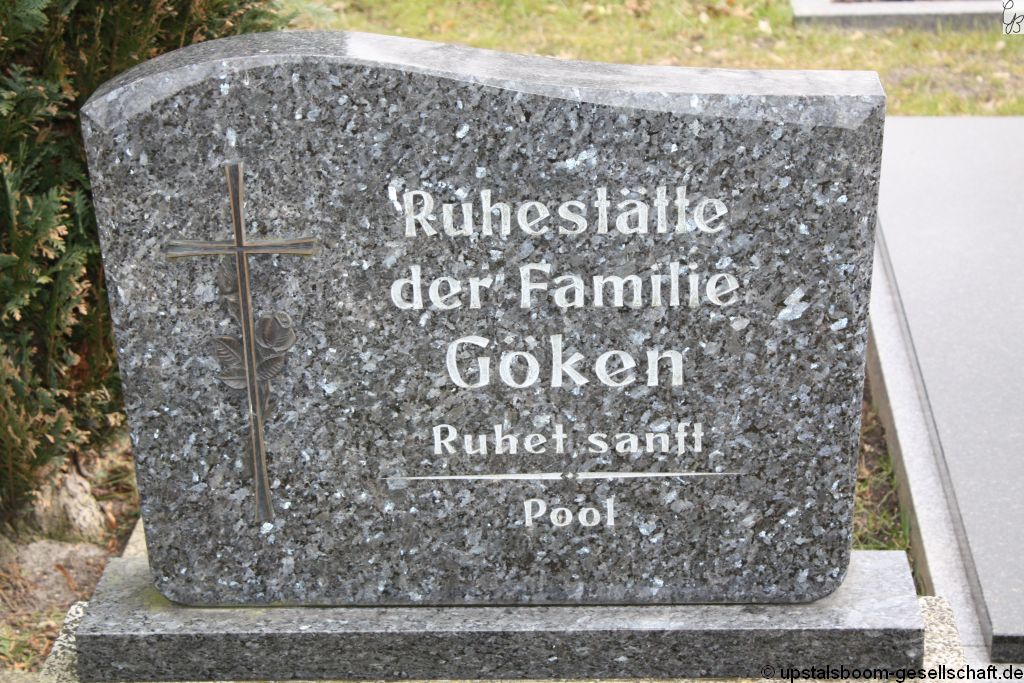 Ruhestätte
der Familie
Göken
Ruhet sanft
Pool
© upstalsboom-gesellschaft.de